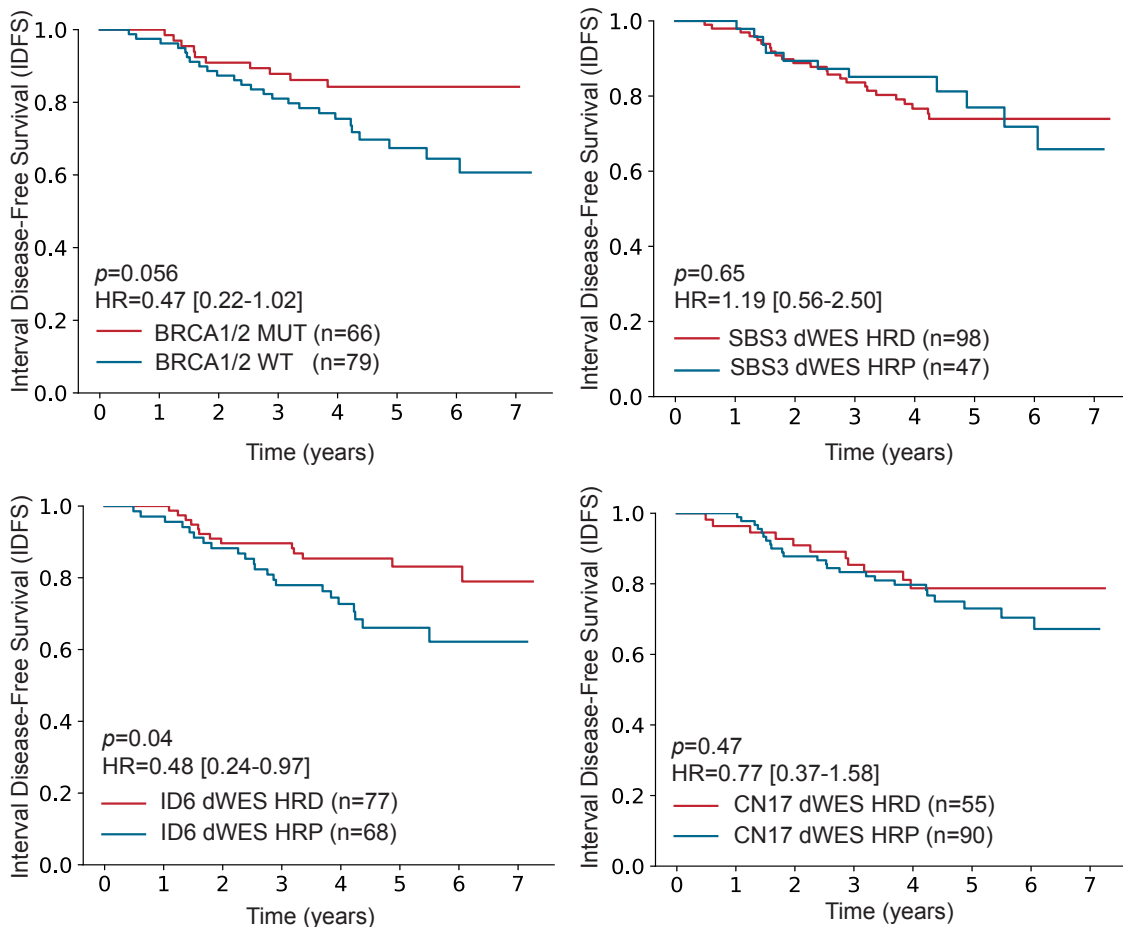 Interval Disease-Free Survival (IDFS)
1.0
0.8
0.6
0.4
0.2
0.0
p=0.056
HR=0.47 [0.22-1.02]
BRCA1/2 MUT (n=66)
BRCA1/2 WT (n=79)
0 1 2 3 4 5 6 7
Time (years)
Interval Disease-Free Survival (IDFS)
1.0
0.8
0.6
0.4
0.2
0.0
p=0.65
HR=1.19 [0.56-2.50]
SBS3 dWES HRD (n=98)
SBS3 dWES HRP (n=47)
0 1 2 3 4 5 6 7
Time (years)
Interval Disease-Free Survival (IDFS)
1.0
0.8
0.6
0.4
0.2
0.0
p=0.04
HR=0.48 [0.24-0.97]
ID6 dWES HRD (n=77)
ID6 dWES HRP (n=68)
0 1 2 3 4 5 6 7
Time (years)
Interval Disease-Free Survival (IDFS)
1.0
0.8
0.6
0.4
0.2
0.0
p=0.47
HR=0.77 [0.37-1.58]
CN17 dWES HRD (n=55)
CN17 dWES HRP (n=90)
0 1 2 3 4 5 6 7
Time (years)